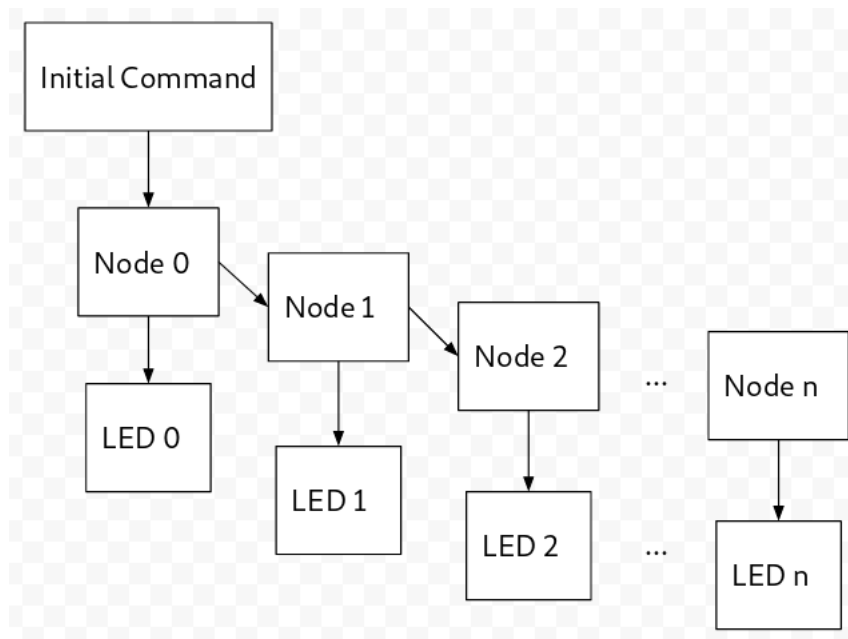 Initial Command
Node 0
Node 1
Node 2
...
Node n
LED 0
LED 1
LED 2
...
LED n